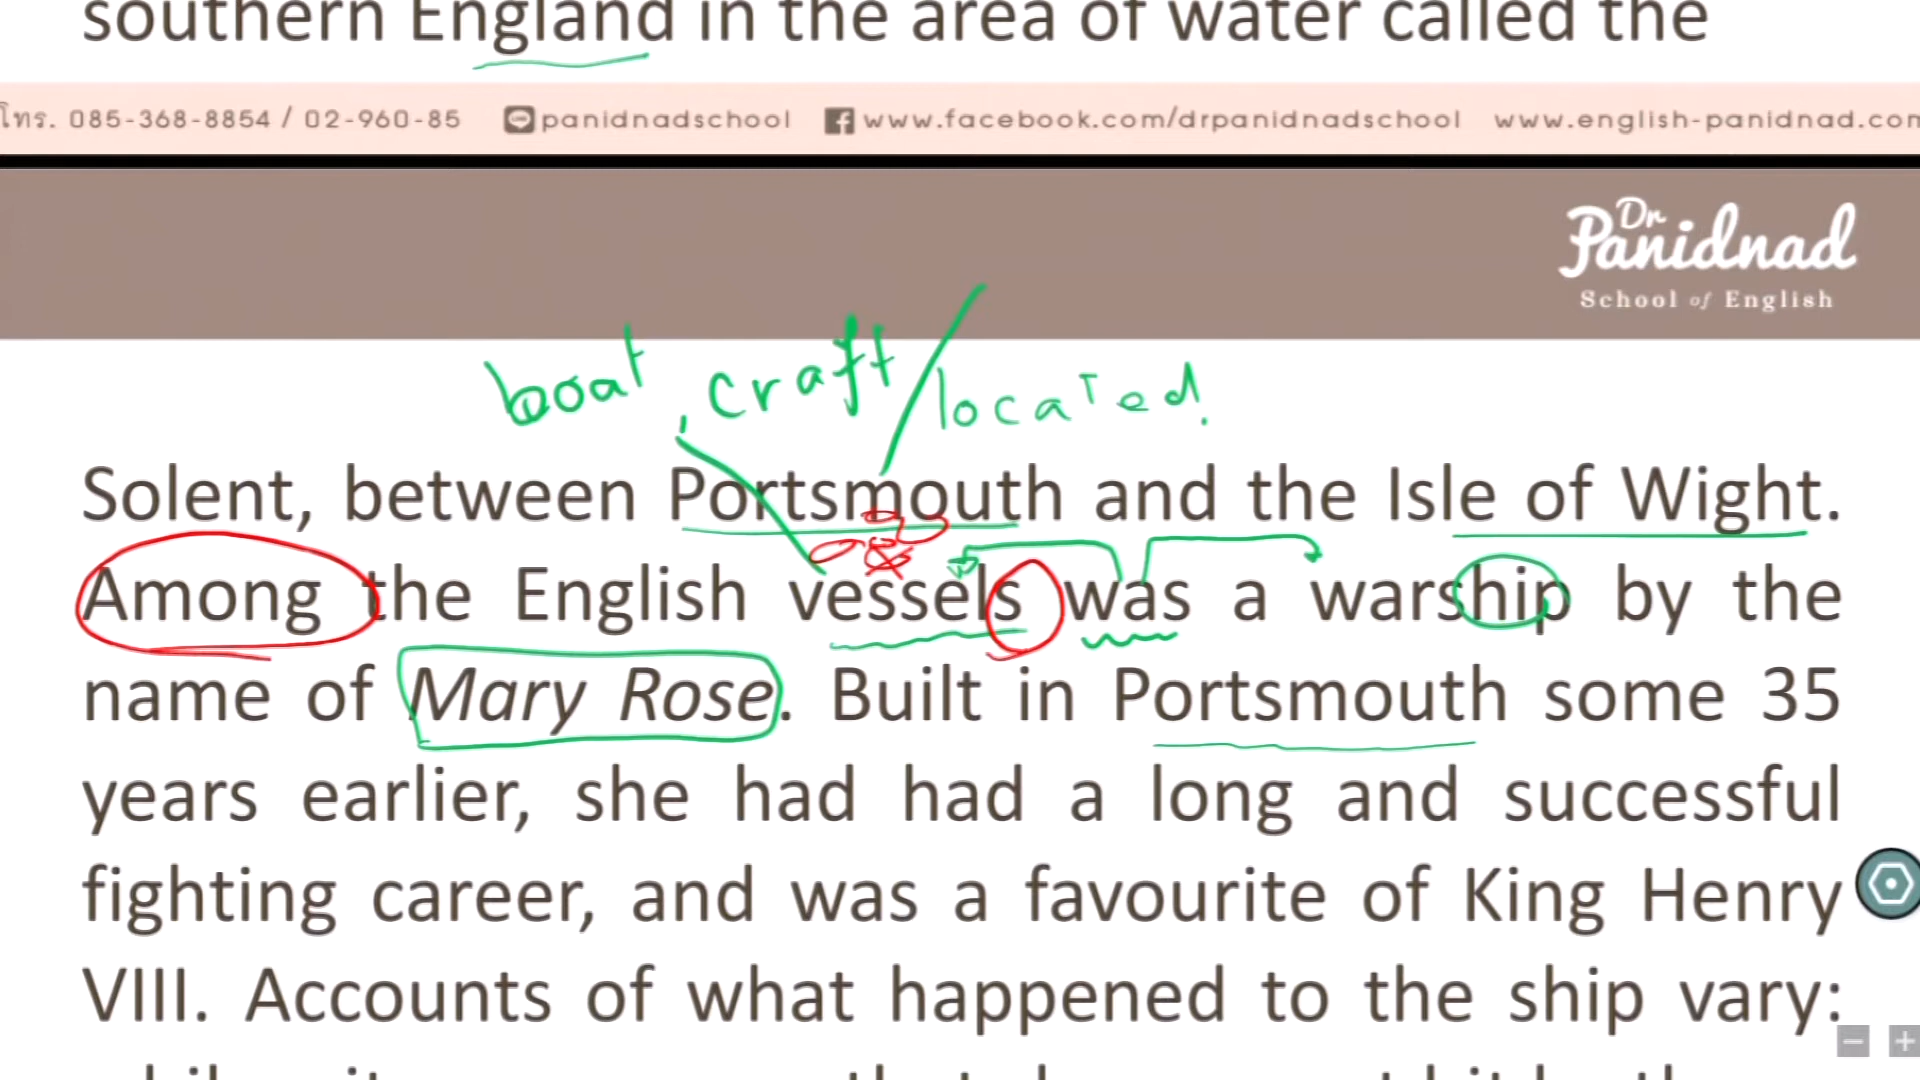 southern England in the area of water called the
โทร. 085-368-8854 / 02-960-85 panidnadschool www.facebook.com/drpanidnadschool www.english-panidnad.com
Dr Panidnad
School of English
boat, craft / located.
Solent, between Portsmouth and the Isle of Wight.
Among the English vessels was a warship by the
name of Mary Rose. Built in Portsmouth some 35
years earlier, she had had a long and successful
fighting career, and was a favourite of King Henry
VIII. Accounts of what happened to the ship vary: